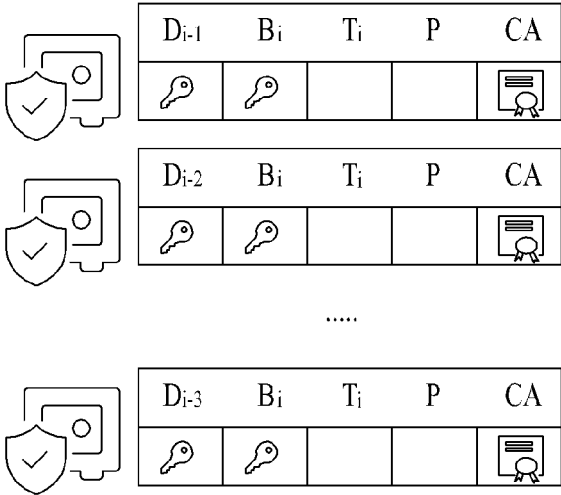 Di-1 Bi Ti P CA
Di-2 Bi Ti P CA
.....
Di-3 Bi Ti P CA